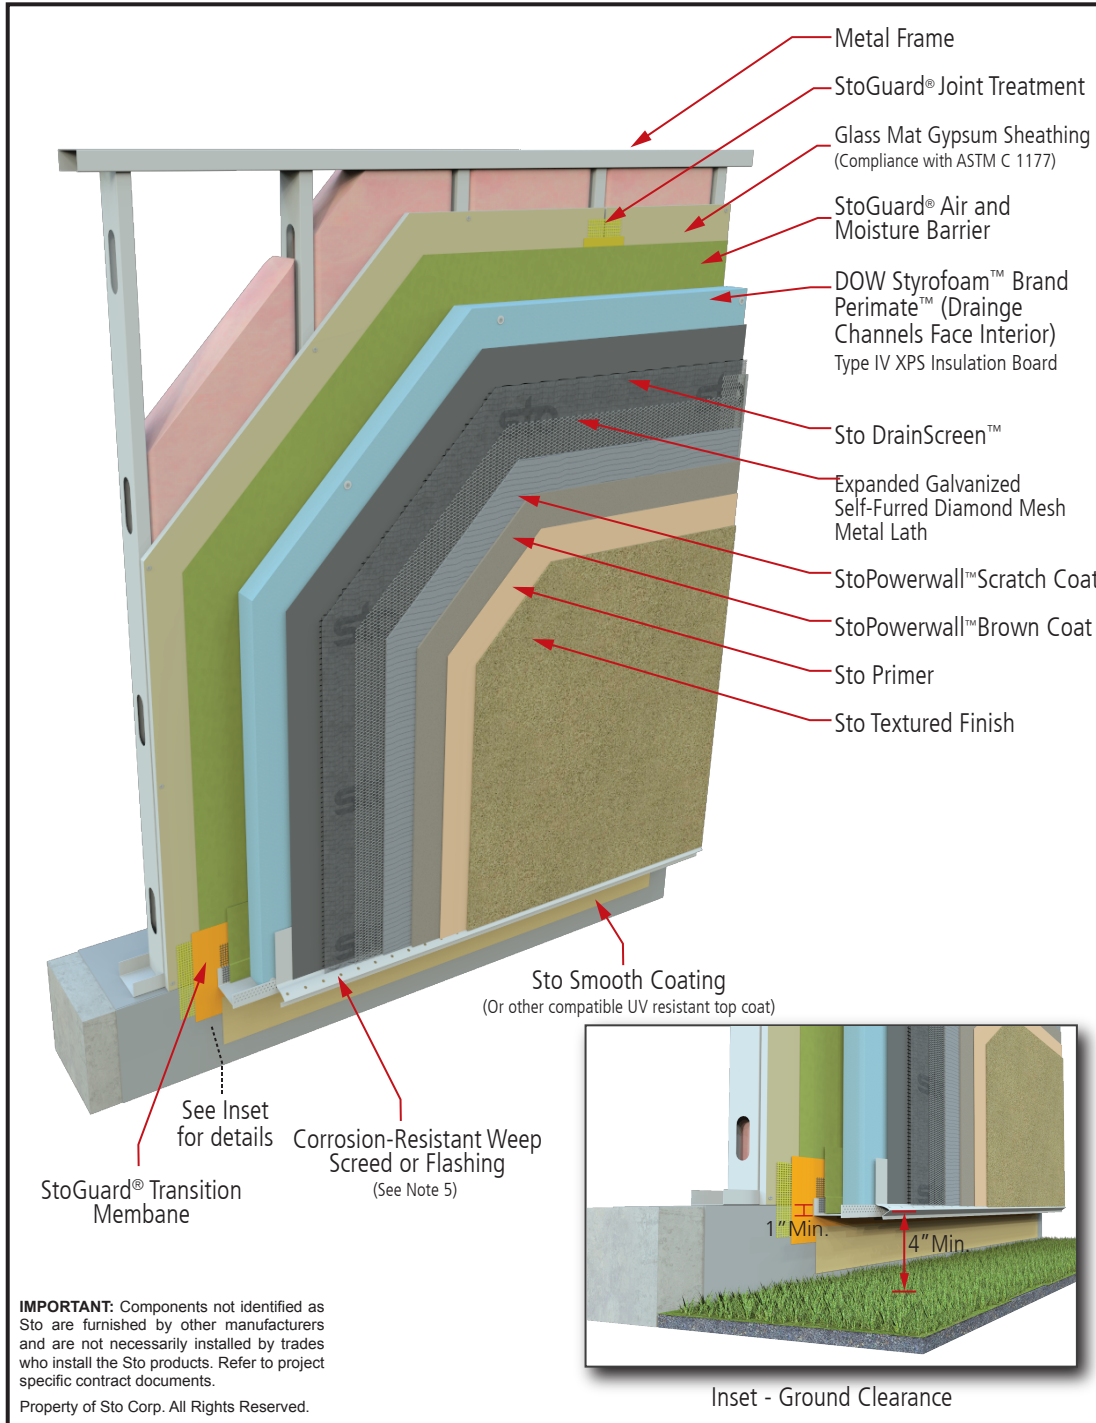 Metal Frame
StoGuard® Joint Treatment
Glass Mat Gypsum Sheathing
(Compliance with ASTM C 1177)
StoGuard® Air and
Moisture Barrier
DOW Styrofoam™ Brand
Perimate™ (Drainge
Channels Face Interior)
Type IV XPS Insulation Board
Sto DrainScreen™
Expanded Galvanized
Self-Furred Diamond Mesh
Metal Lath
StoPowerwall™ Scratch Coat
StoPowerwall™ Brown Coat
Sto Primer
Sto Textured Finish
sto
Sto Smooth Coating
(Or other compatible UV resistant top coat)
See Inset
for details
Corrosion-Resistant Weep
Screed or Flashing
(See Note 5)
StoGuard® Transition
Membane
1" Min.
4" Min.
Inset - Ground Clearance
IMPORTANT: Components not identified as
Sto are furnished by other manufacturers
and are not necessarily installed by trades
who install the Sto products. Refer to project
specific contract documents.
Property of Sto Corp. All Rights Reserved.